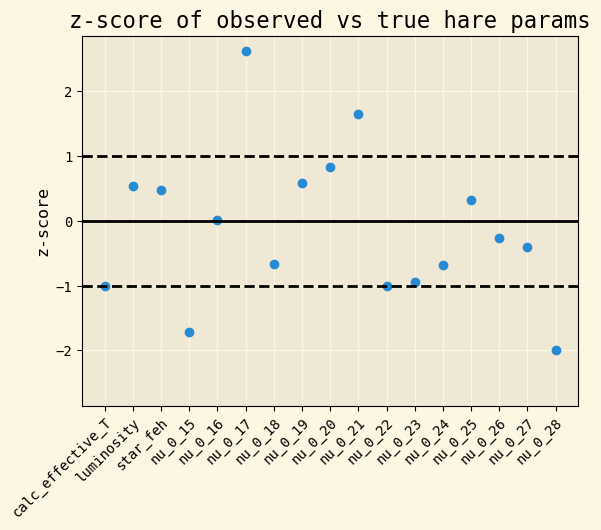 z-score of observed vs true hare params
z-score
2
1
0
−1
−2
calc_effective_T
luminosity
star_feh
nu_0_15
nu_0_16
nu_0_17
nu_0_18
nu_0_19
nu_0_20
nu_0_21
nu_0_22
nu_0_23
nu_0_24
nu_0_25
nu_0_26
nu_0_27
nu_0_28